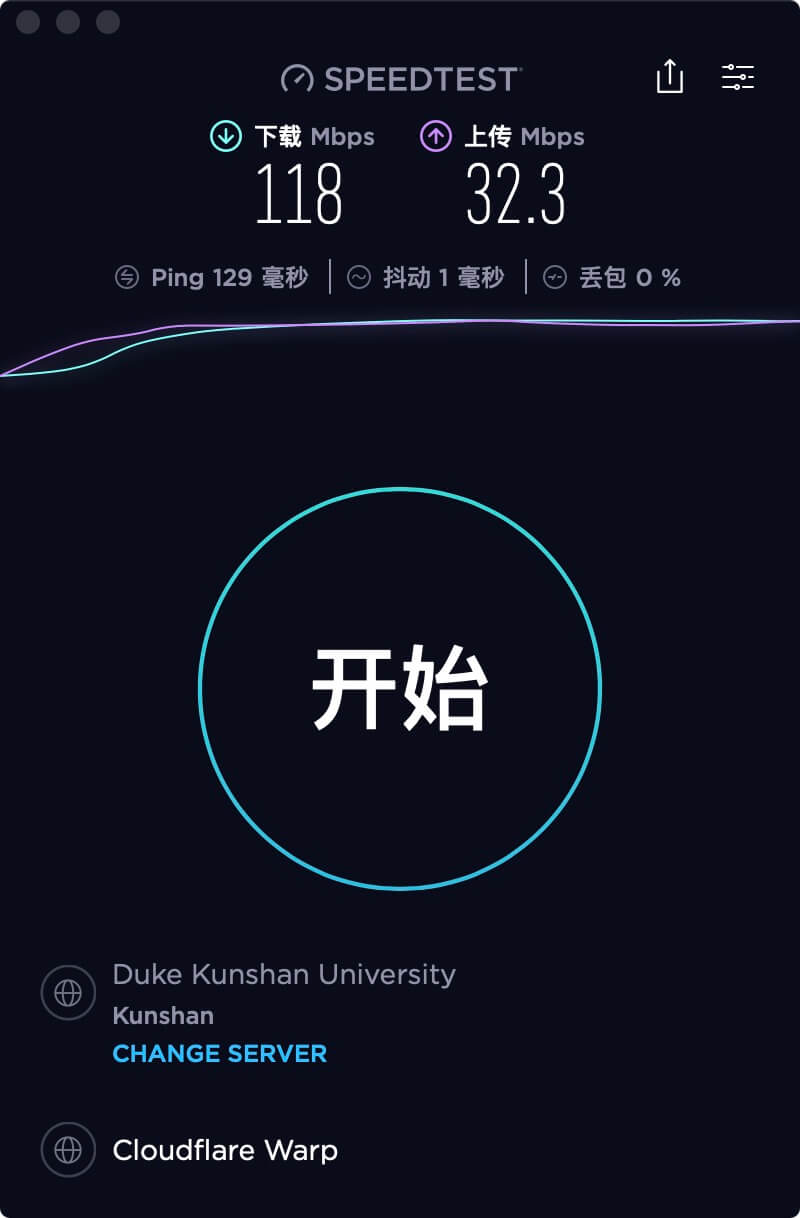 SPEEDTEST
下载 Mbps 上传 Mbps
118 32.3
Ping 129 毫秒 抖动 1 毫秒 丢包 0 %
开始
Duke Kunshan University
Kunshan
CHANGE SERVER
Cloudflare Warp